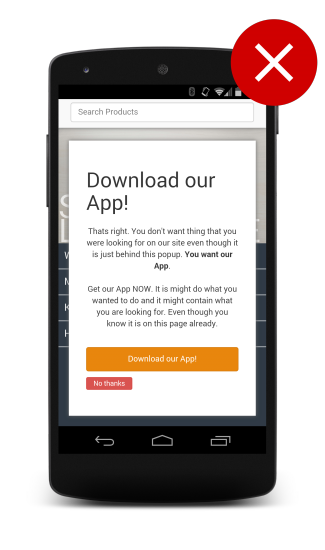 Search Products
Download our
App!
Thats right. You don't want thing that you
were looking for on our site even though it
is just behind this popup. You want our
App.
Get our App NOW. It is might do what you
wanted to do and it might contain what
you are looking for. Even though you
know it is on this page already.
Download our App!
No thanks